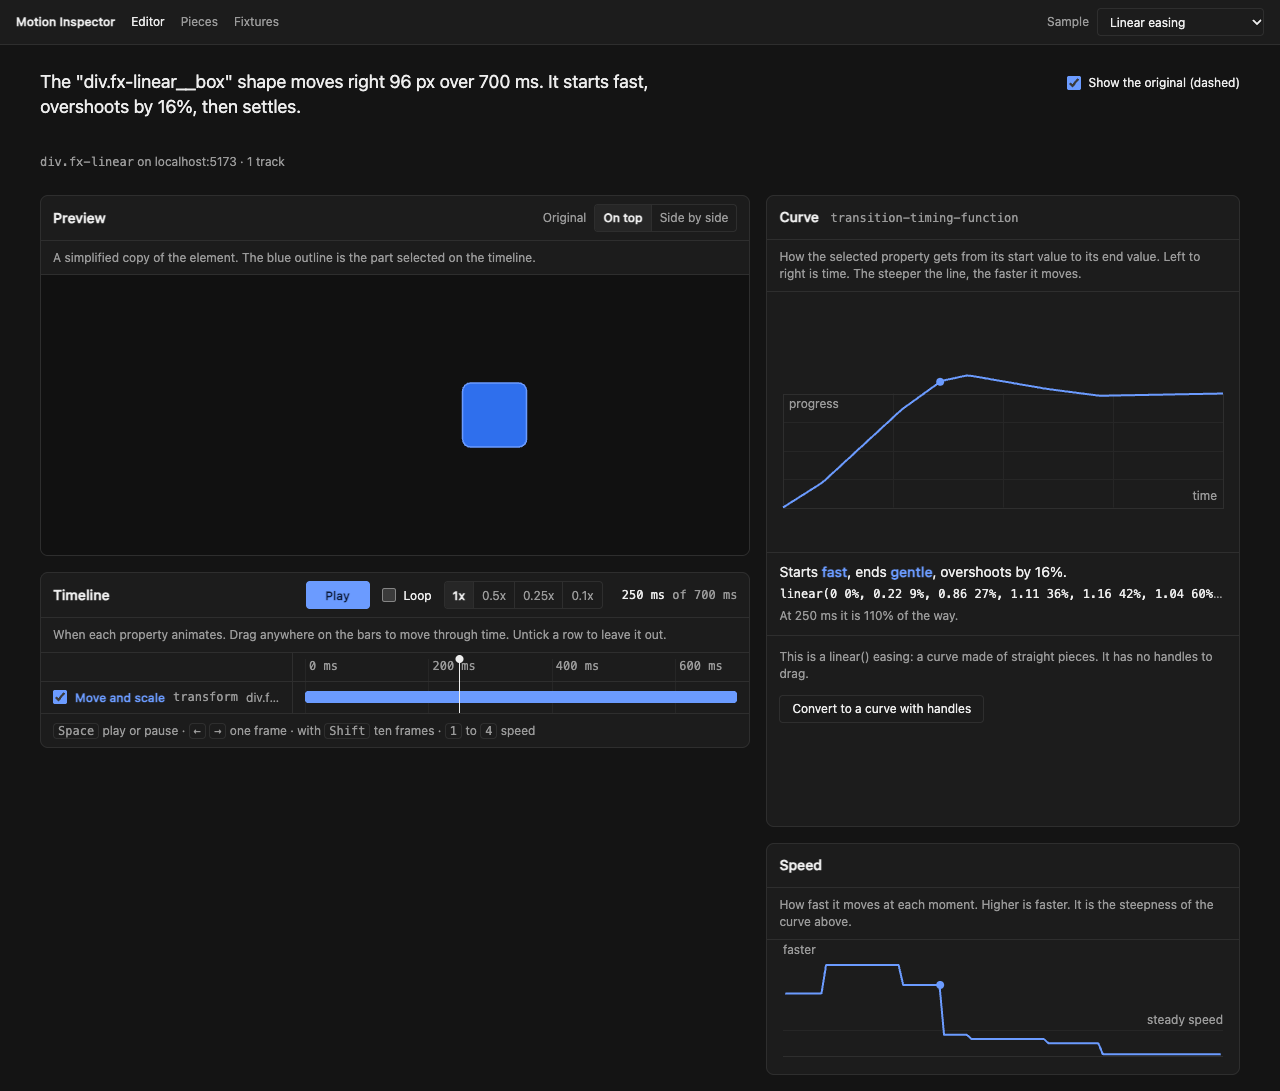 Motion Inspector Editor Pieces Fixtures Sample Linear easing
The "div.fx-linear__box" shape moves right 96 px over 700 ms. It starts fast,
overshoots by 16%, then settles.
Show the original (dashed)
div.fx-linear on localhost:5173 · 1 track
Preview Original On top Side by side
A simplified copy of the element. The blue outline is the part selected on the timeline.
Timeline Play Loop 1x 0.5x 0.25x 0.1x 250 ms of 700 ms
When each property animates. Drag anywhere on the bars to move through time. Untick a row to leave it out.
0 ms 200 ms 400 ms 600 ms
Move and scale transform div.f...
Space play or pause · ← → one frame · with Shift ten frames · 1 to 4 speed
Curve transition-timing-function
How the selected property gets from its start value to its end value. Left to
right is time. The steeper the line, the faster it moves.
progress
time
Starts fast, ends gentle, overshoots by 16%.
linear(0 0%, 0.22 9%, 0.86 27%, 1.11 36%, 1.16 42%, 1.04 60%…
At 250 ms it is 110% of the way.
This is a linear() easing: a curve made of straight pieces. It has no handles to
drag.
Convert to a curve with handles
Speed
How fast it moves at each moment. Higher is faster. It is the steepness of the
curve above.
faster
steady speed